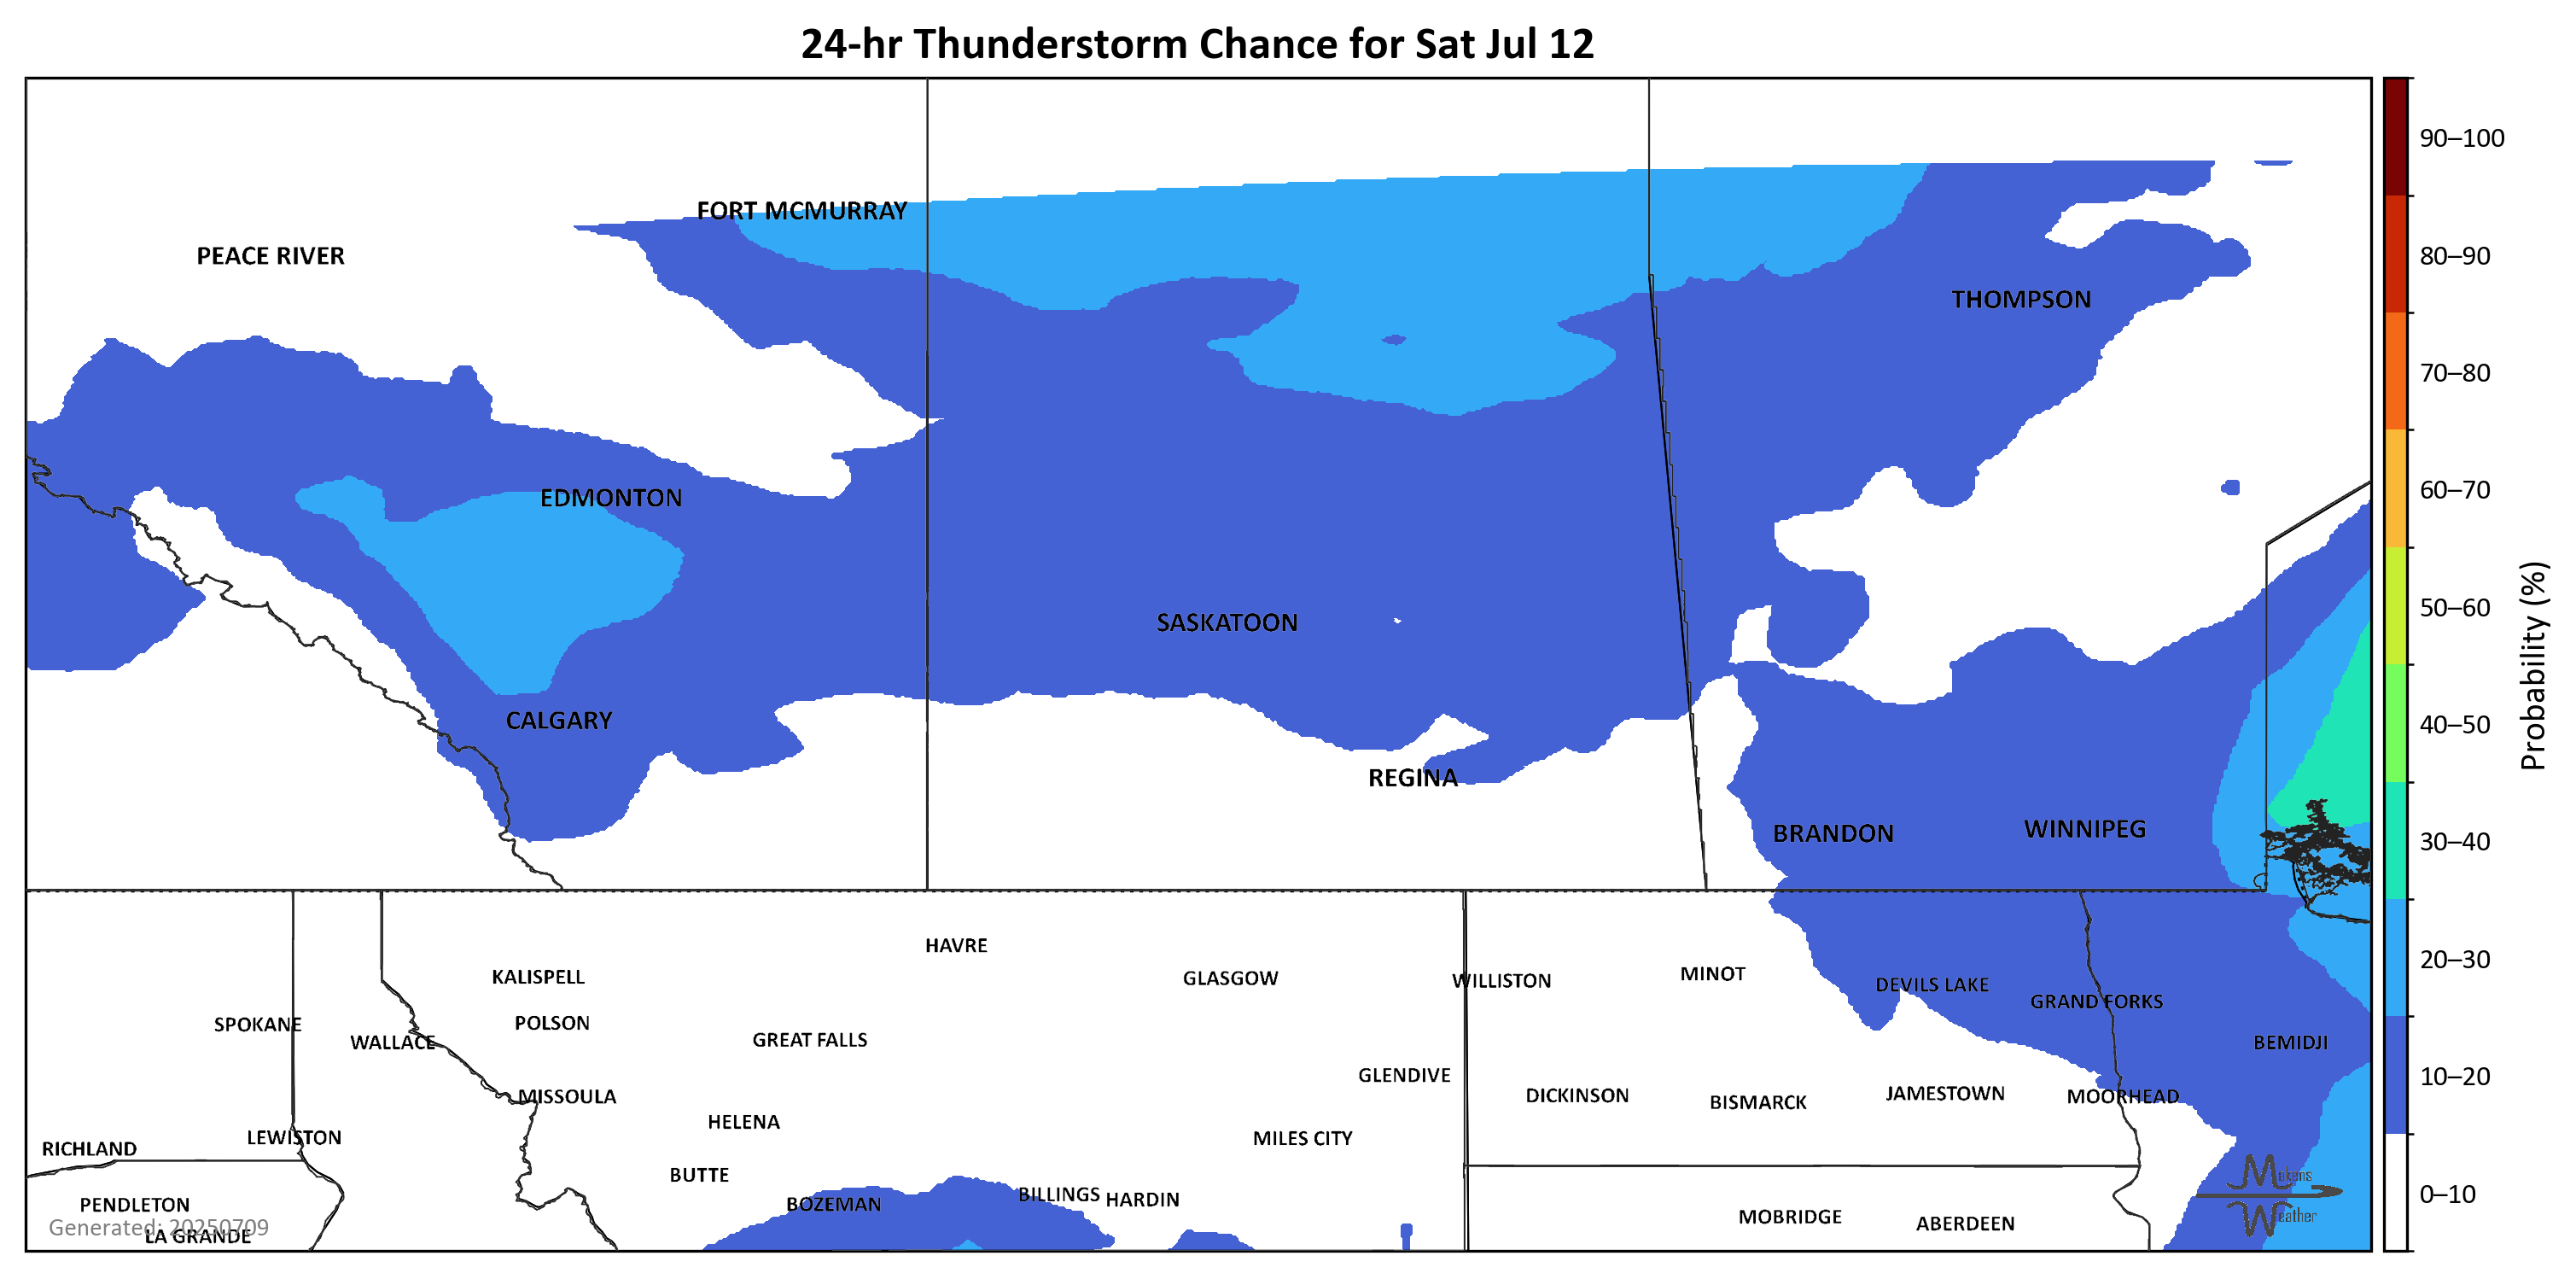 24-hr Thunderstorm Chance for Sat Jul 12
90–100
FORT MCMURRAY
PEACE RIVER
80–90
THOMPSON
70–80
EDMONTON
60–70
SASKATOON
50–60
Probability (%)
CALGARY
40–50
REGINA
BRANDON
WINNIPEG
30–40
HAVRE
KALISPELL
GLASGOW
WILLISTON
MINOT
DEVILS LAKE
20–30
GRAND FORKS
SPOKANE
POLSON
WALLACE
GREAT FALLS
BEMIDJI
GLENDIVE
10–20
MISSOULA
DICKINSON
BISMARCK
JAMESTOWN
MOORHEAD
HELENA
LEWISTON
MILES CITY
RICHLAND
BUTTE
Makens
BILLINGS
HARDIN
0–10
PENDLETON
BOZEMAN
MOBRIDGE
ABERDEEN
Weather
Generated: 20250709
LA GRANDE